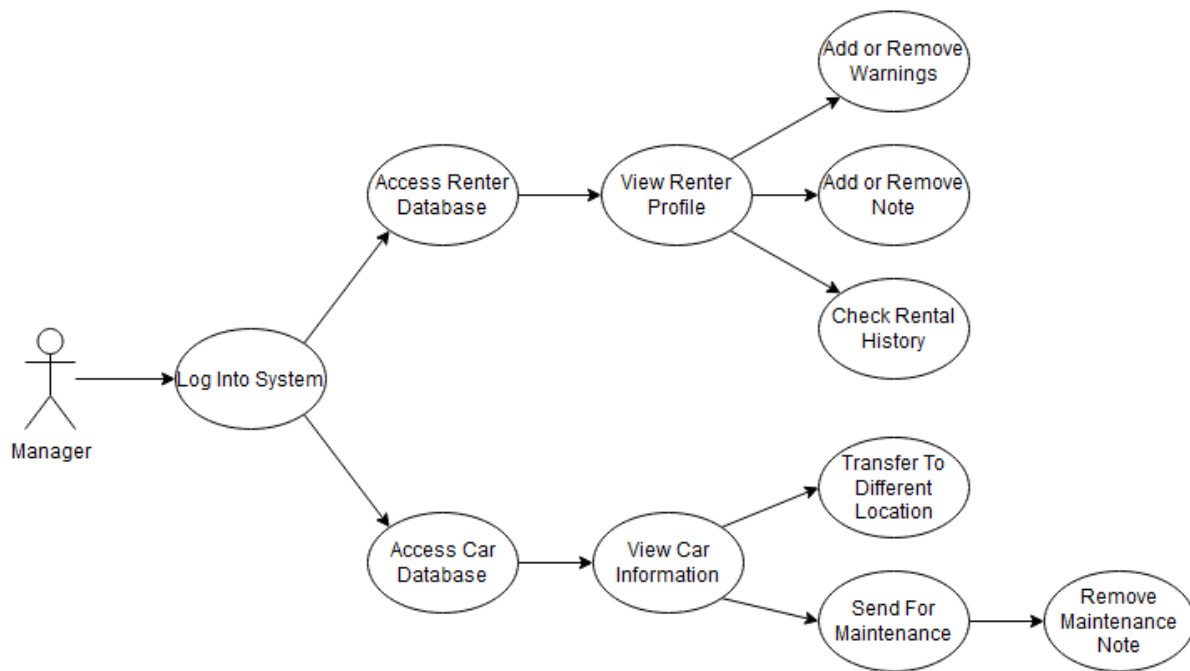 Add or Remove
Warnings
Access Renter
Database
View Renter
Profile
Add or Remove
Note
Check Rental
History
Log Into System
Manager
Transfer To
Different
Location
Access Car
Database
View Car
Information
Send For
Maintenance
Remove
Maintenance
Note